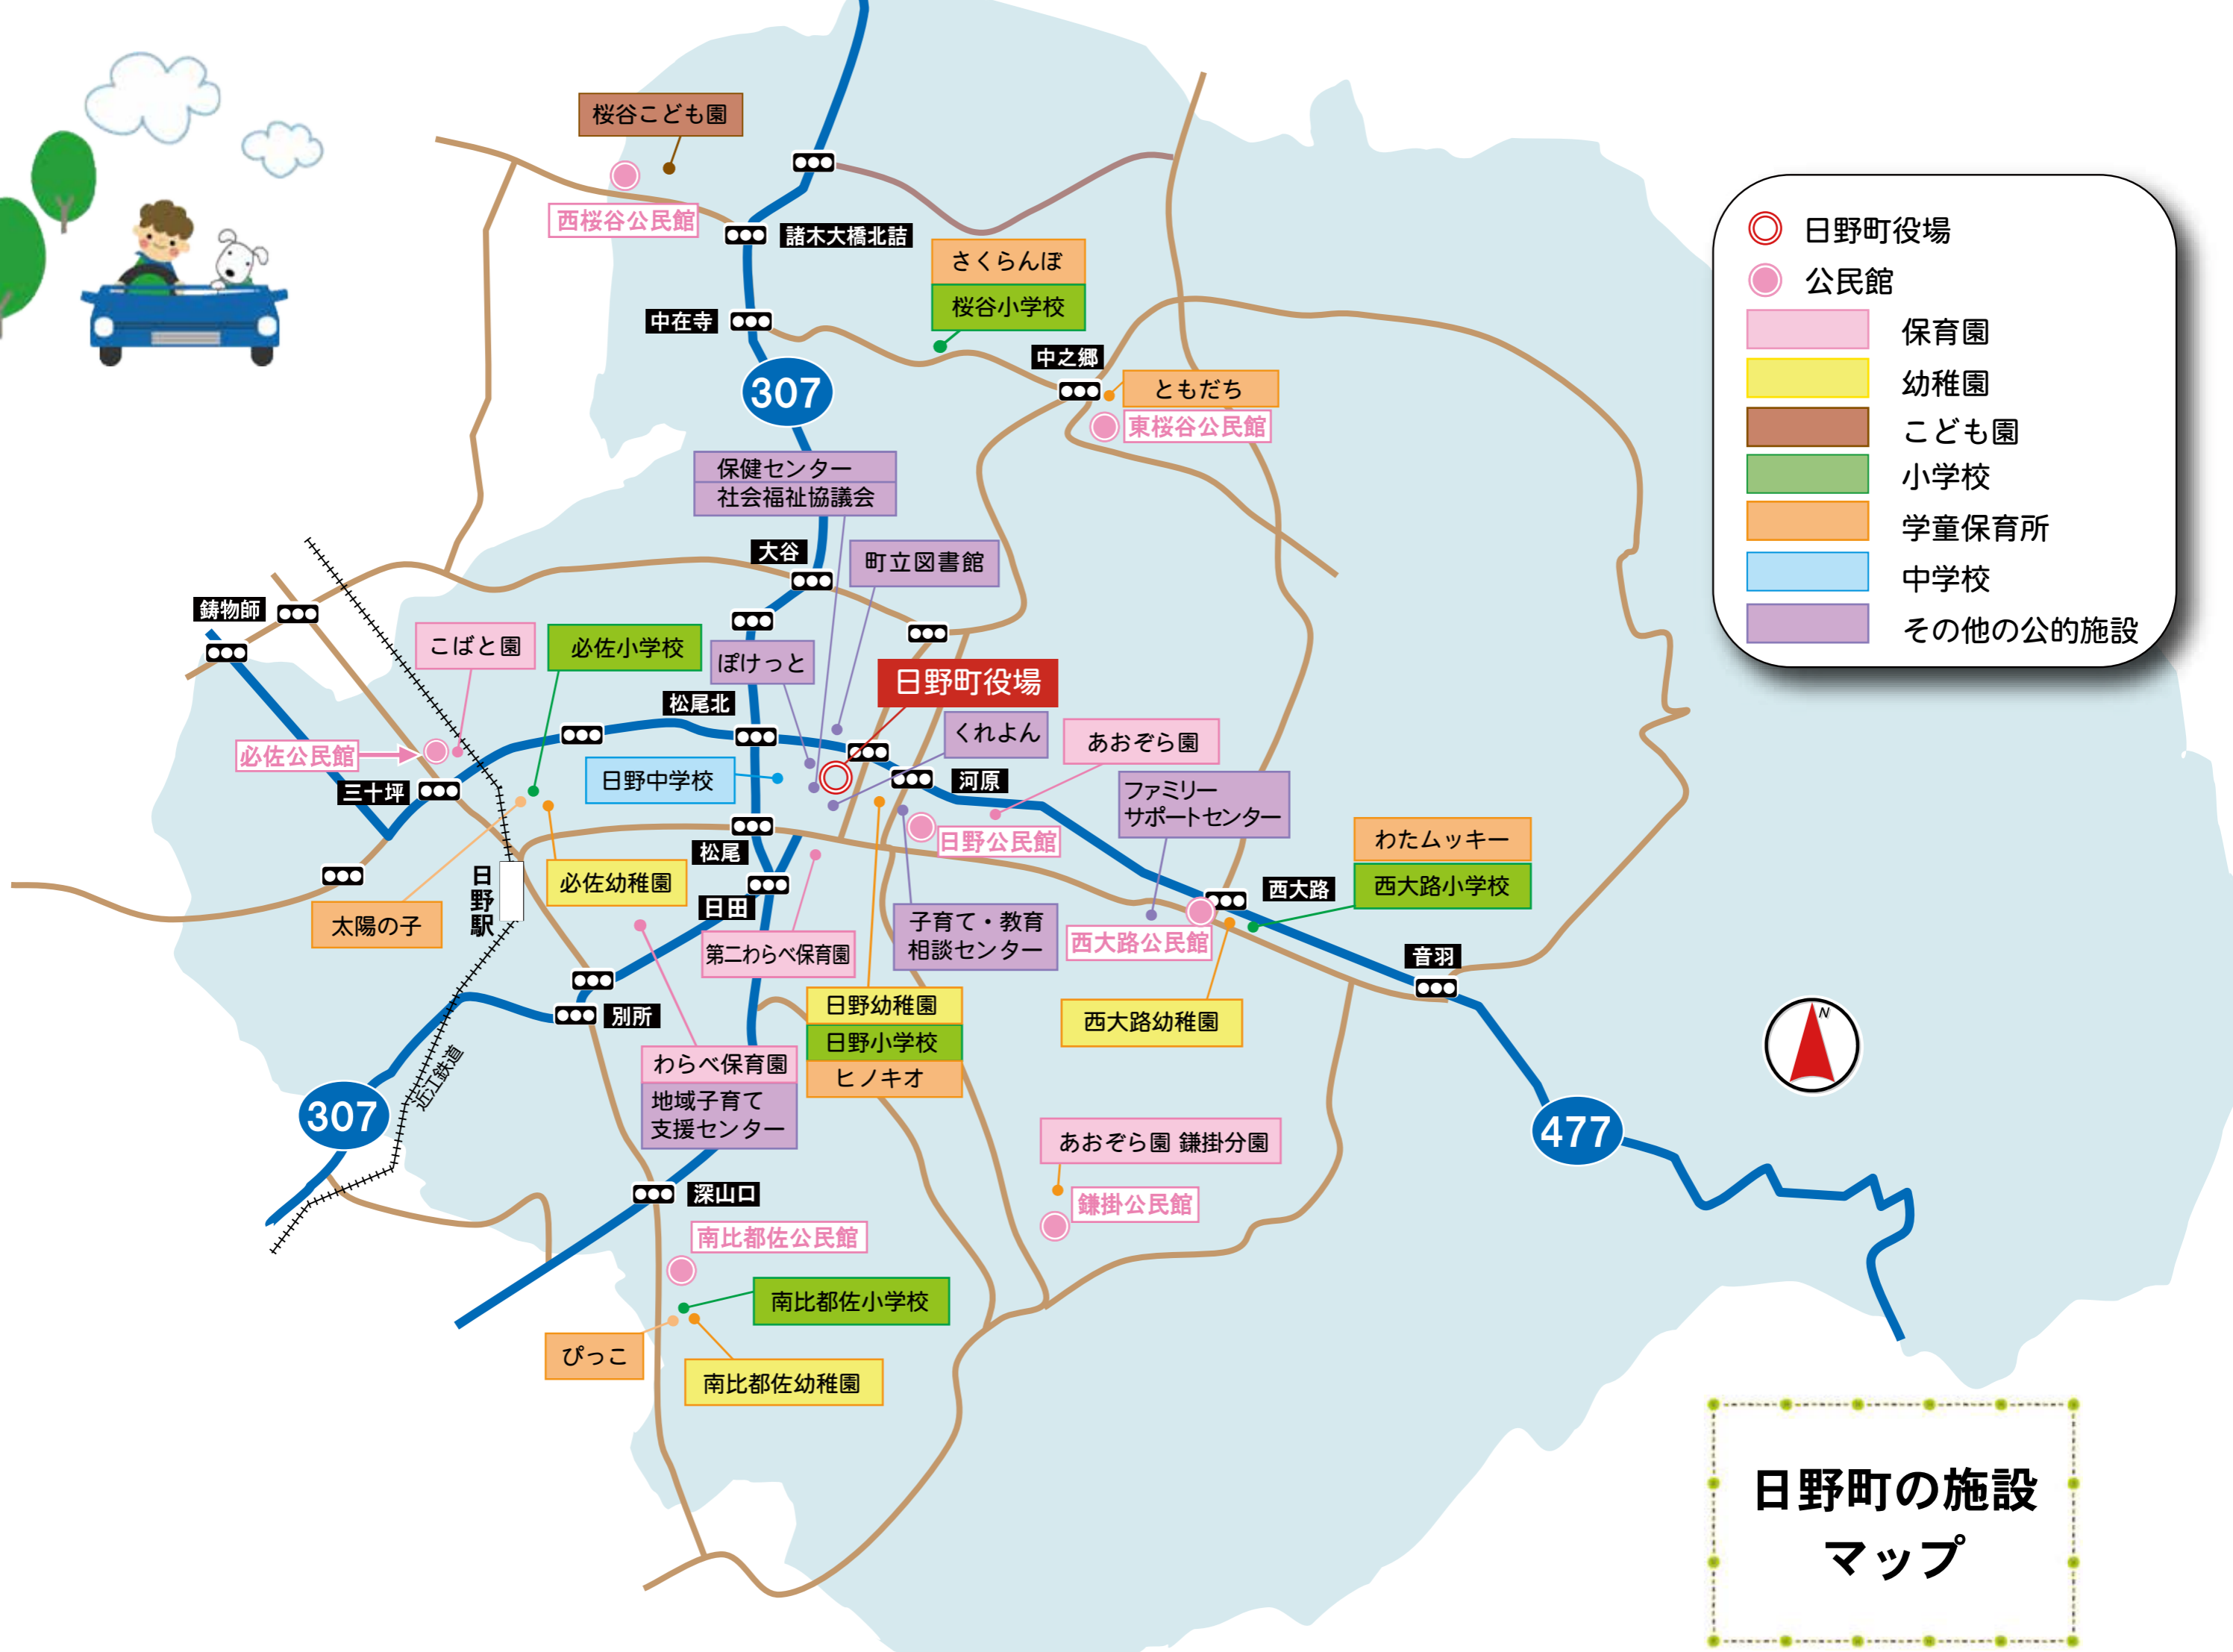 桜谷こども園
西桜谷公民館
諸木大橋北詰
さくらんぼ
桜谷小学校
中在寺
中之郷
307
ともだち
東桜谷公民館
日野町役場
公民館
保育園
幼稚園
こども園
小学校
学童保育所
中学校
その他の公的施設
保健センター
社会福祉協議会
大谷
町立図書館
鋳物師
こばと園
必佐小学校
ぽけっと
日野町役場
松尾北
くれよん
あおぞら園
必佐公民館
三十坪
日野中学校
河原
ファミリー
サポートセンター
日野公民館
わたムッキー
西大路小学校
松尾
必佐幼稚園
日野駅
太陽の子
日田
第二わらべ保育園
子育て・教育
相談センター
西大路
西大路公民館
音羽
別所
日野幼稚園
日野小学校
ヒノキオ
西大路幼稚園
わらべ保育園
地域子育て
支援センター
近江鉄道
307
477
N
あおぞら園 鎌掛分園
鎌掛公民館
深山口
南比都佐公民館
南比都佐小学校
ぴっこ
南比都佐幼稚園
日野町の施設
マップ